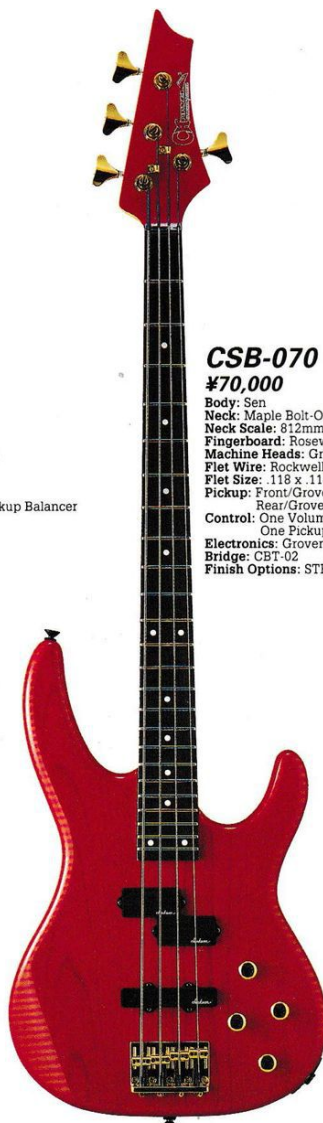 CSB-070
¥70,000
Body: Sen
Neck: Maple Bolt-O
Neck Scale: 812mm
Fingerboard: Rosew
Machine Heads: Gr
Flet Wire: Rockwell
Flet Size: .118 x .11
Pickup: Front/Grove
Rear/Grove
Control: One Volum
One Pickup
Electronics: Grover
Bridge: CBT-02
Finish Options: STR
kup Balancer